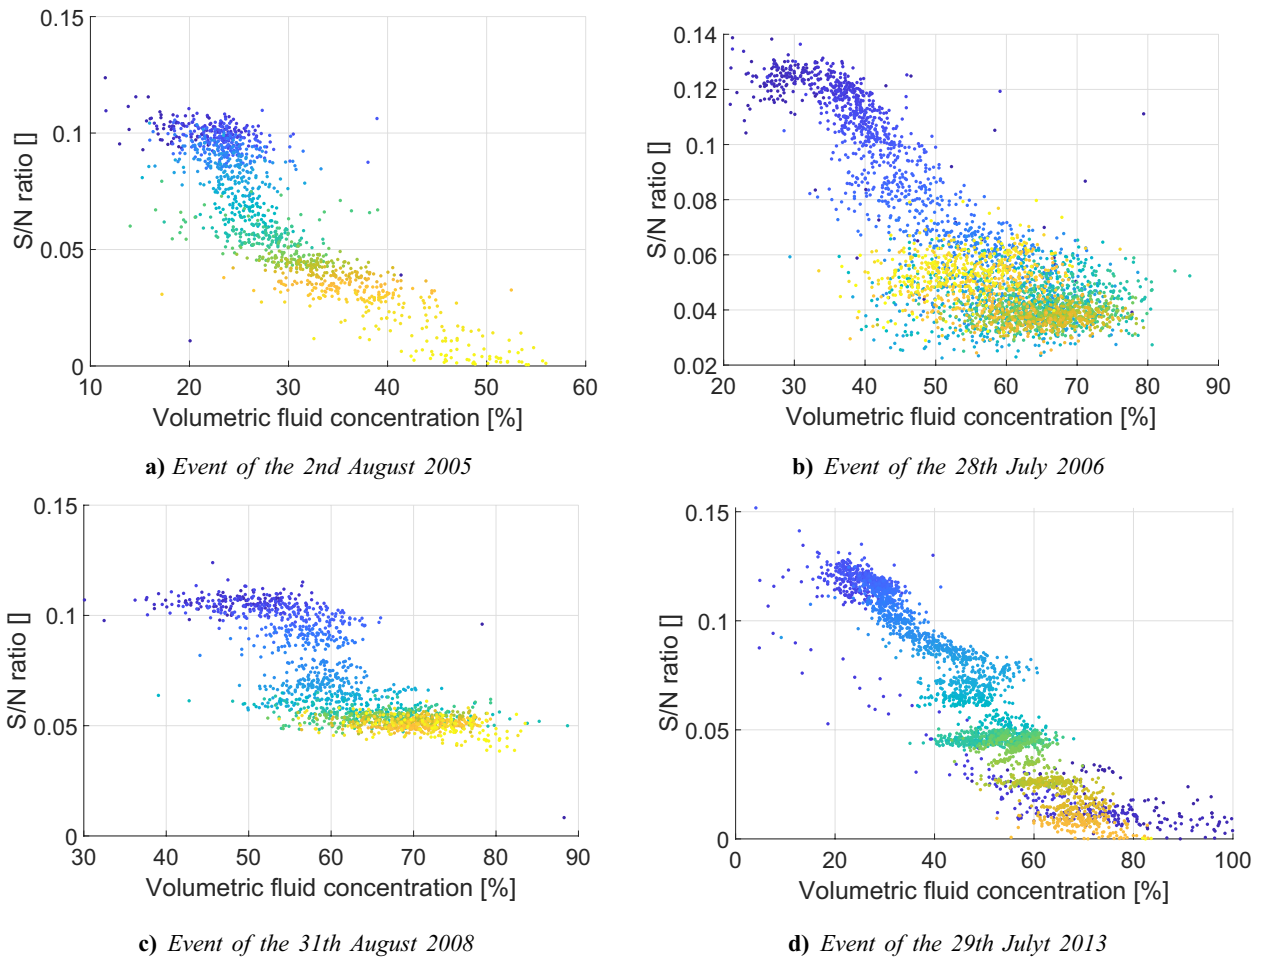 0.15
0.1
0.05
0
S/N ratio []
10 20 30 40 50 60
Volumetric fluid concentration [%]
a) Event of the 2nd August 2005
0.14
0.12
0.1
0.08
0.06
0.04
0.02
S/N ratio []
20 30 40 50 60 70 80 90
Volumetric fluid concentration [%]
b) Event of the 28th July 2006
0.15
0.1
0.05
0
S/N ratio []
30 40 50 60 70 80 90
Volumetric fluid concentration [%]
c) Event of the 31th August 2008
0.15
0.1
0.05
0
S/N ratio []
0 20 40 60 80 100
Volumetric fluid concentration [%]
d) Event of the 29th Julyt 2013